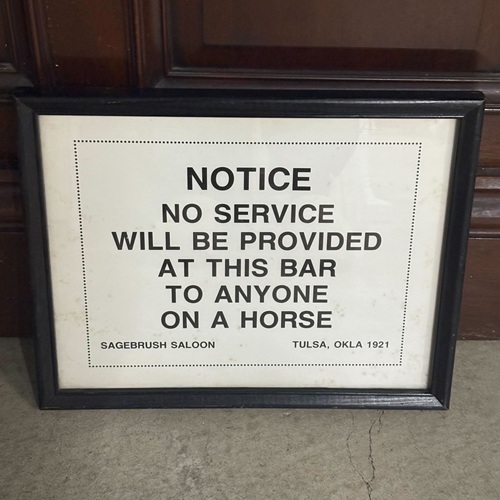 NOTICE
NO SERVICE
WILL BE PROVIDED
AT THIS BAR
TO ANYONE
ON A HORSE
SAGEBRUSH SALOON TULSA, OKLA 1921